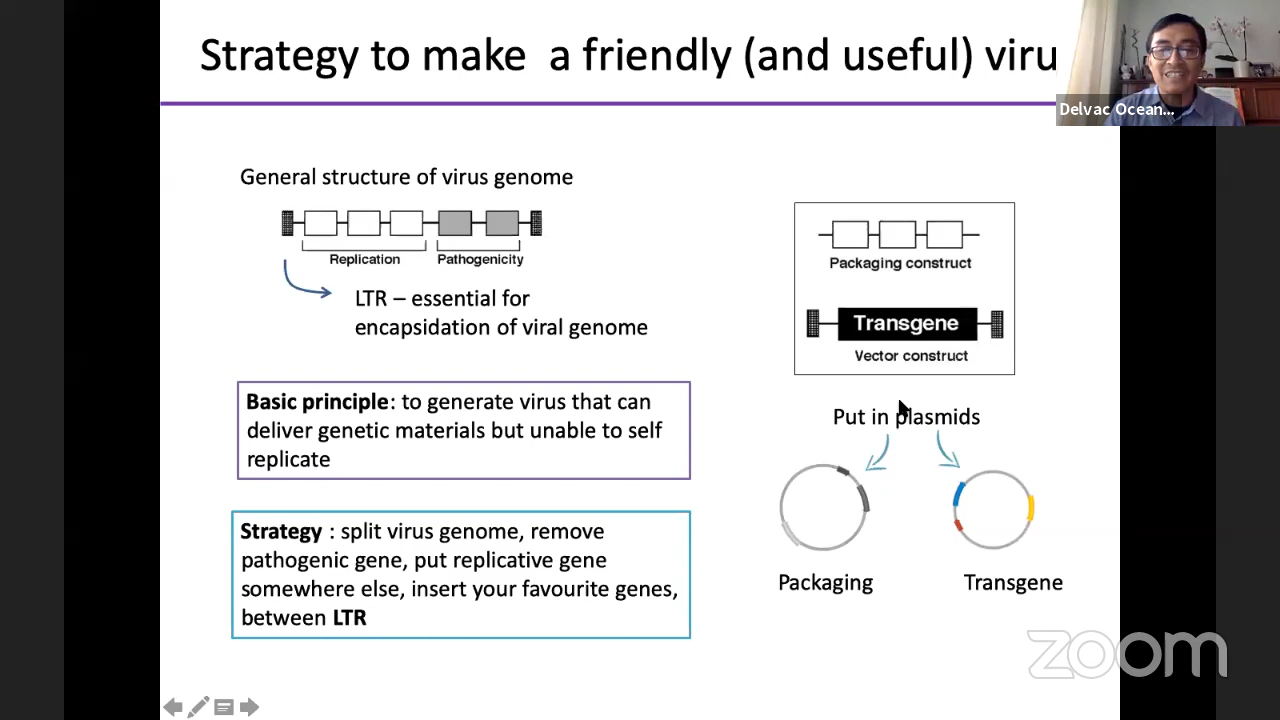 Strategy to make  a friendly (and useful) viru
Delvac Ocean...
General structure of virus genome
Replication
Pathogenicity
LTR – essential for
encapsidation of viral genome
Basic principle: to generate virus that can
deliver genetic materials but unable to self
replicate
Strategy : split virus genome, remove
pathogenic gene, put replicative gene
somewhere else, insert your favourite genes,
between LTR
Packaging construct
Transgene
Vector construct
Put in plasmids
Packaging
Transgene
zoom